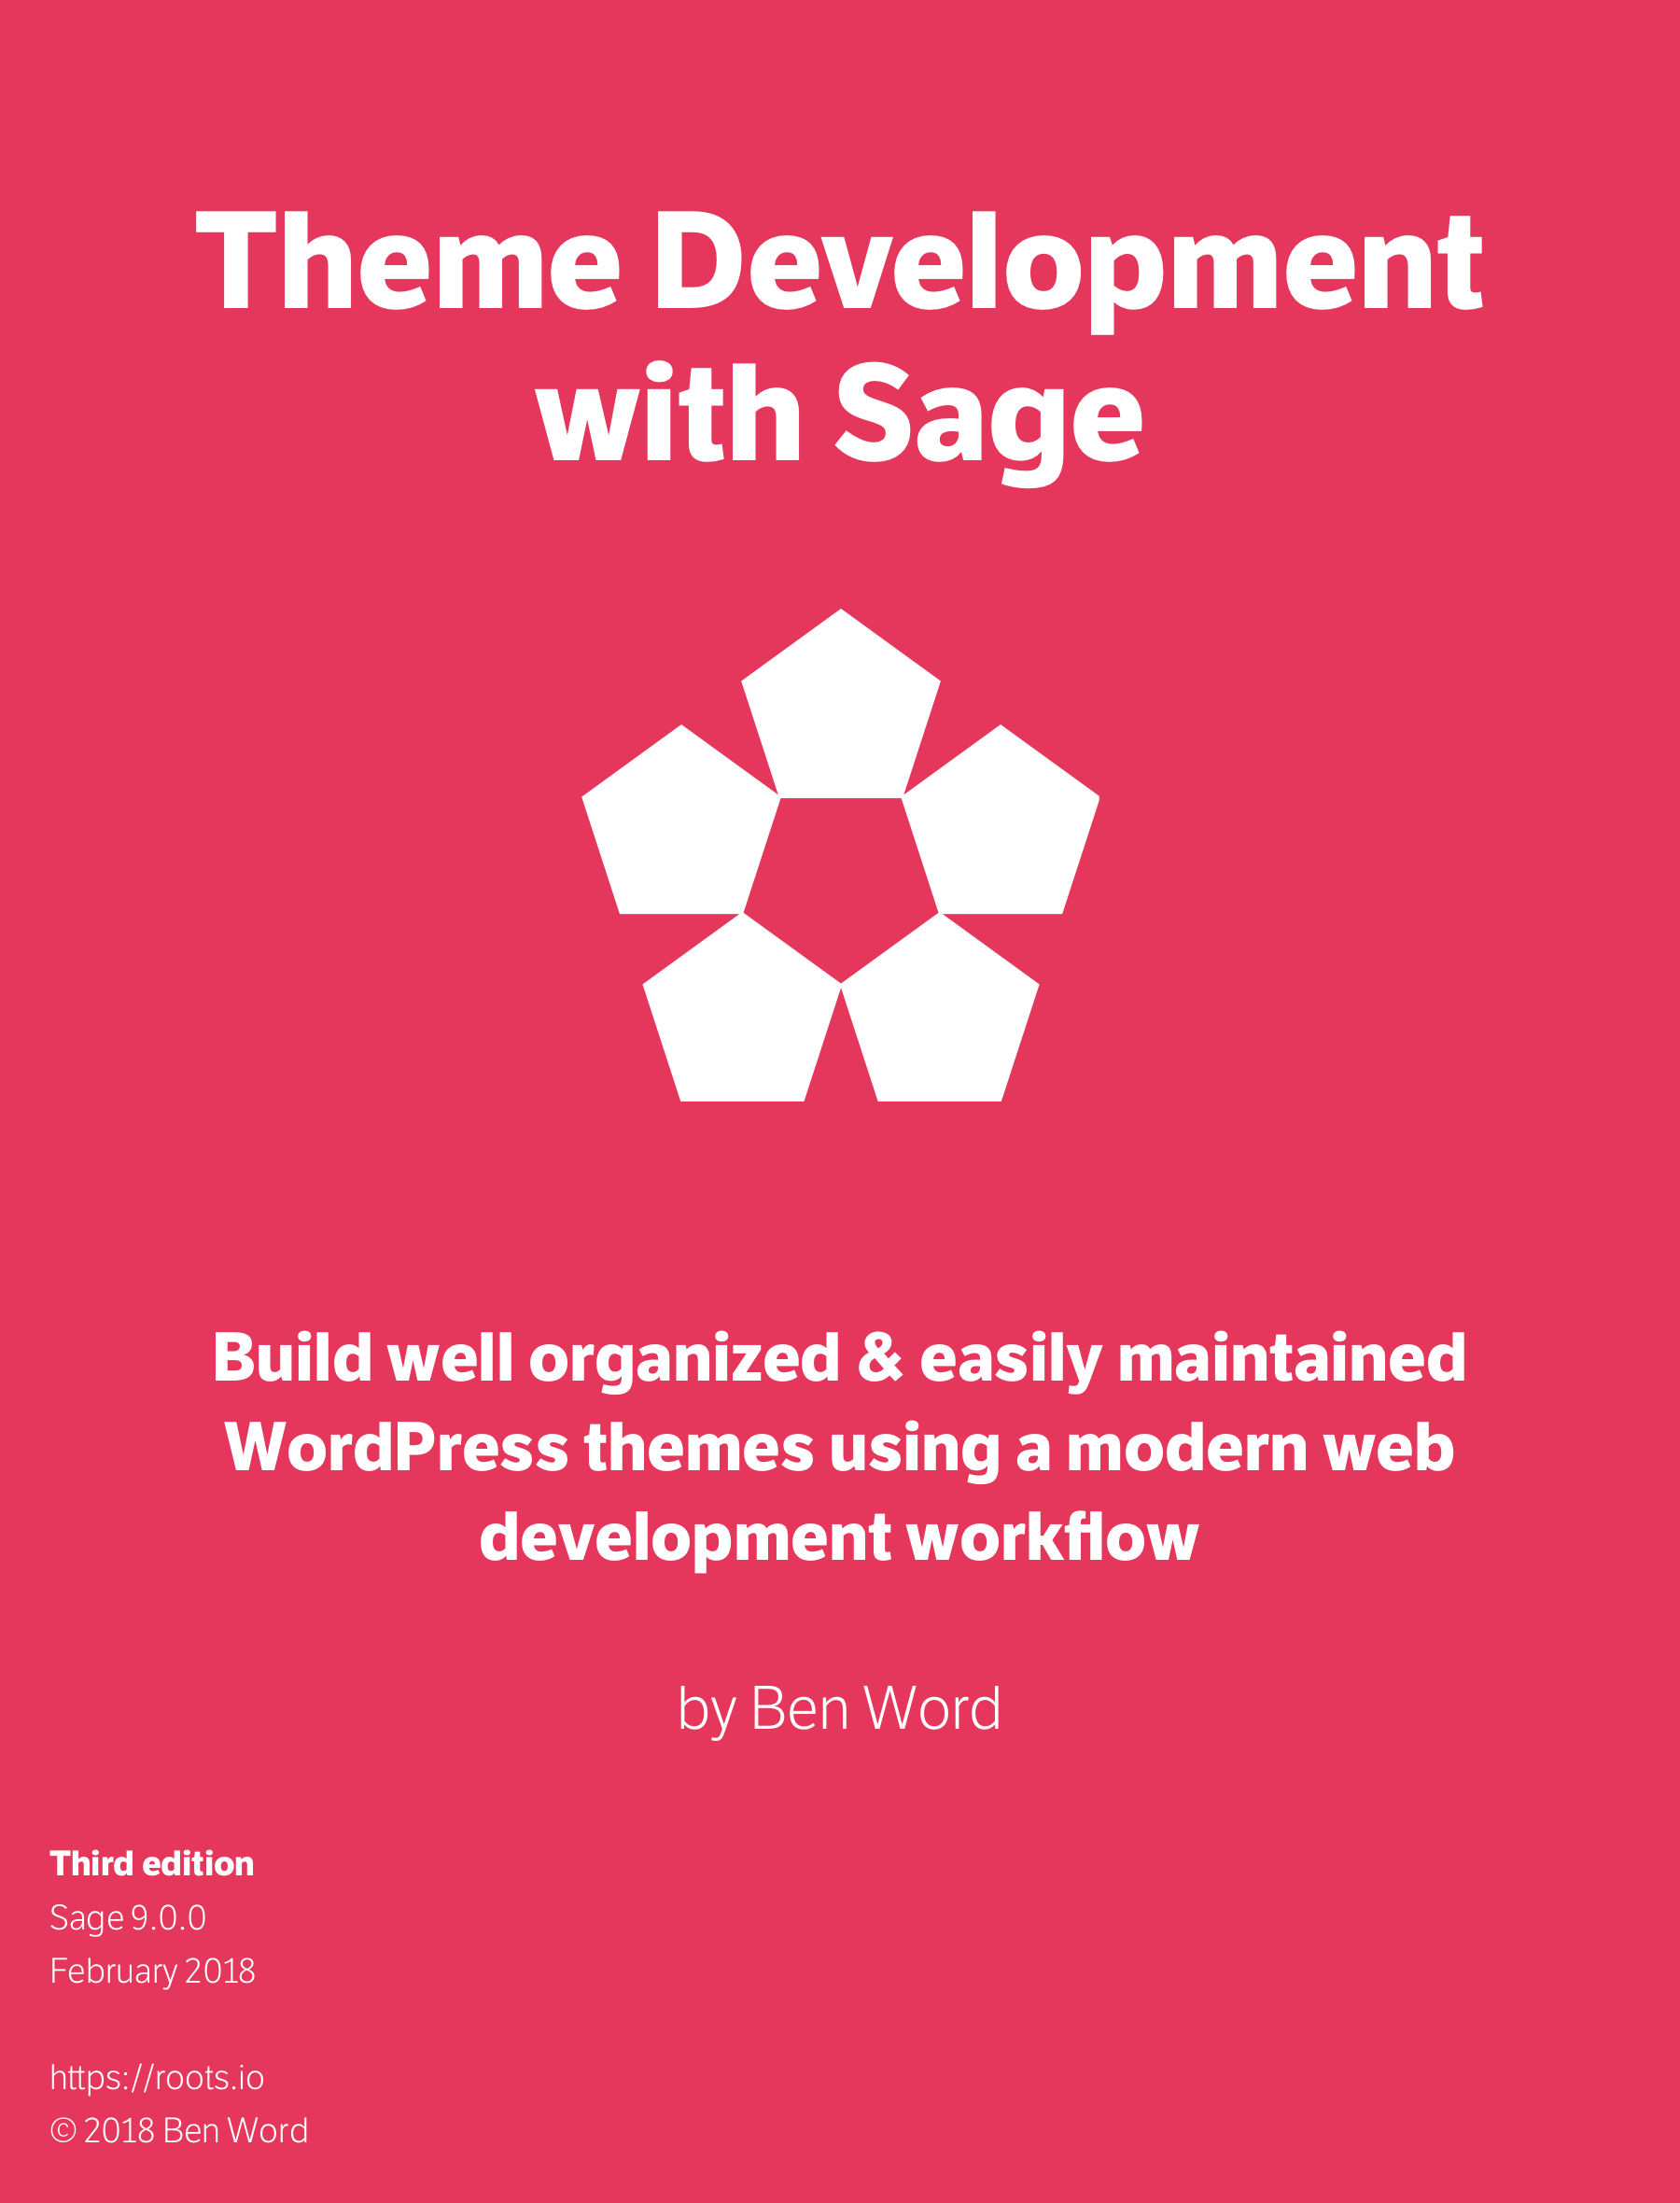 Theme Development
with Sage
Build well organized & easily maintained
WordPress themes using a modern web
development workflow
by Ben Word
Third edition
Sage 9.0.0
February 2018
https://roots.io
© 2018 Ben Word